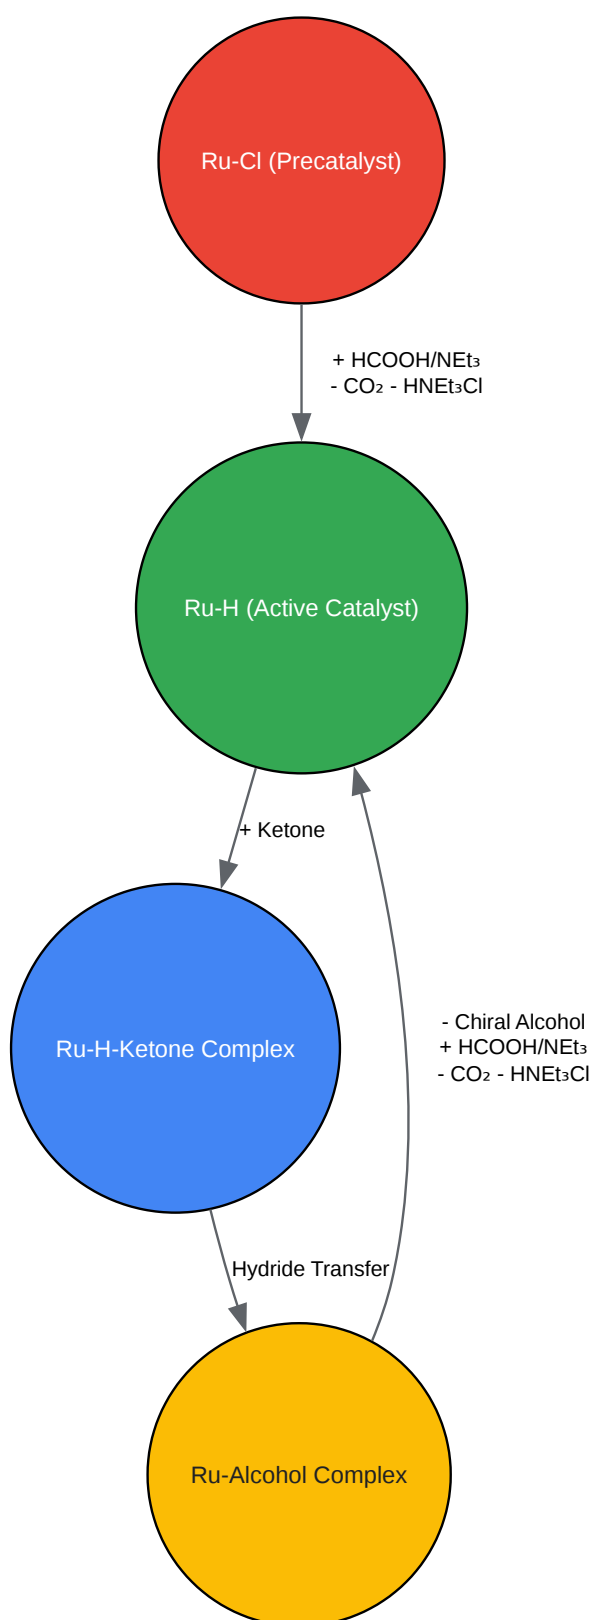 Ru-Cl (Precatalyst)
+ HCOOH/NEt₃
- CO₂ - HNEt₃Cl
Ru-H (Active Catalyst)
+ Ketone
Ru-H-Ketone Complex
- Chiral Alcohol
+ HCOOH/NEt₃
- CO₂ - HNEt₃Cl
Hydride Transfer
Ru-Alcohol Complex